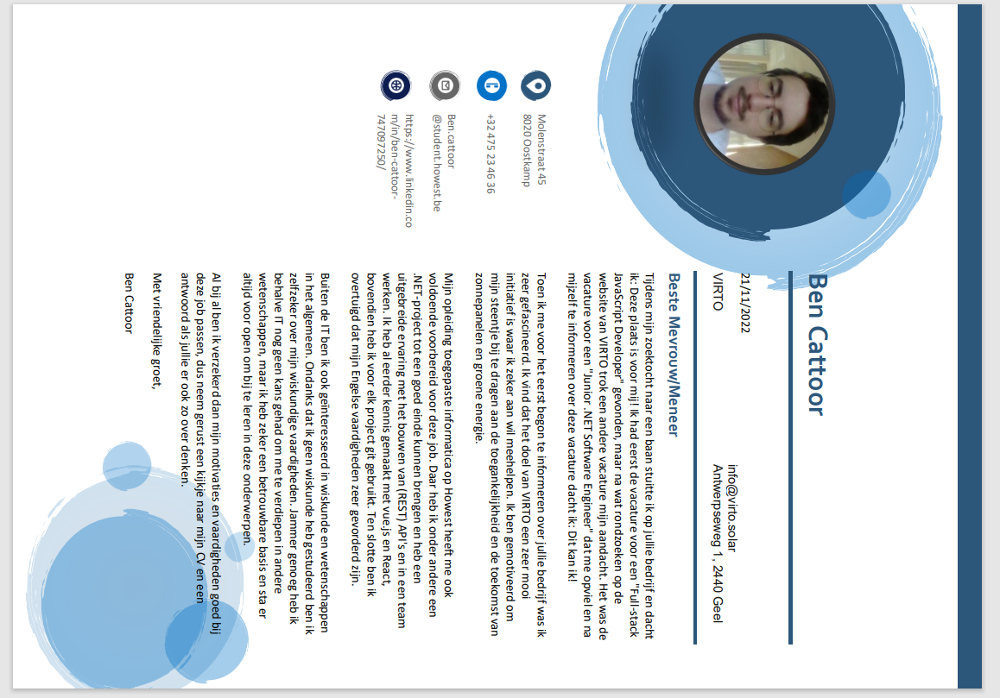 Ben Cattoor
21/11/2022
VIRTO
info@virto.solar
Antwerpseweg 1, 2440 Geel
Molenstraat 45
8020 Oostkamp
+32 475 23 46 36
Ben.cattoor
@student.howest.be
https://www.linkedin.co
m/in/ben-cattoor-
747097250/
Beste Mevrouw/Meneer
Tijdens mijn zoektocht naar een baan stuitte ik op jullie bedrijf en dacht
ik: Deze plaats is voor mij! Ik had eerst de vacature voor een "Full-stack
JavaScript Developer" gevonden, maar na wat rondzoeken op de
website van VIRTO trok een andere vacature mijn aandacht. Het was de
vacature voor een "Junior .NET Software Engineer" dat me opviel en na
mijzelf te informeren over deze vacature dacht ik: Dit kan ik!
Toen ik me voor het eerst begon te informeren over jullie bedrijf was ik
zeer gefascineerd. Ik vind dat het doel van VIRTO een zeer mooi
initiatief is waar ik zeker aan wil meehelpen. Ik ben gemotiveerd om
mijn steentje bij te dragen aan de toegankelijkheid en de toekomst van
zonnepanelen en groene energie.
Mijn opleiding toegepaste informatica op Howest heeft me ook
voldoende voorbereid voor deze job. Daar heb ik onder andere een
.NET-project tot een goed einde kunnen brengen en heb een
uitgebreide ervaring met het bouwen van (REST) API's en in een team
werken. Ik heb al eerder kennis gemaakt met vue.js en React,
bovendien heb ik voor elk project git gebruikt. Ten slotte ben ik
overtuigd dat mijn Engelse vaardigheden zeer gevorderd zijn.
Buiten de IT ben ik ook geïnteresseerd in wiskunde en wetenschappen
in het algemeen. Ondanks dat ik geen wiskunde heb gestudeerd ben ik
zelfzeker over mijn wiskundige vaardigheden. Jammer genoeg heb ik
behalve IT nog geen kans gehad om me te verdiepen in andere
wetenschappen, maar ik heb zeker een betrouwbare basis en sta er
altijd voor open om bij te leren in deze onderwerpen.
Al bij al ben ik verzekerd dan mijn motivaties en vaardigheden goed bij
deze job passen, dus neem gerust een kijkje naar mijn CV en een
antwoord als jullie er ook zo over denken.
Met vriendelijke groet,
Ben Cattoor